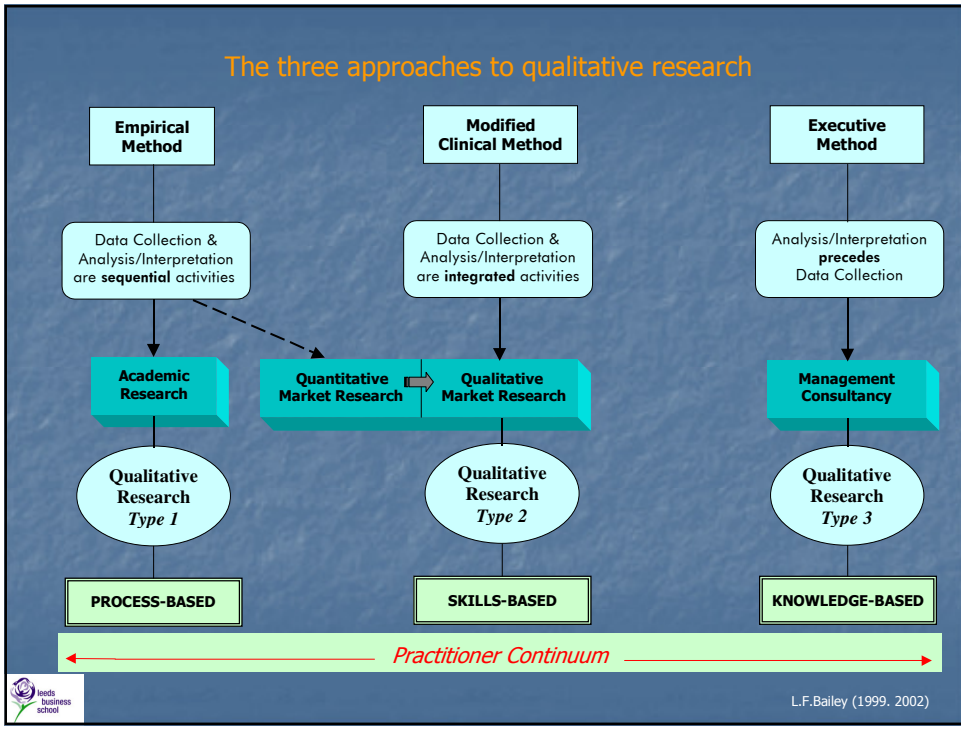 The three approaches to qualitative research
Empirical
Method
Modified
Clinical Method
Executive
Method
Data Collection &
Analysis/Interpretation
are sequential activities
Data Collection &
Analysis/Interpretation
are integrated activities
Analysis/Interpretation
precedes
Data Collection
Academic
Research
Quantitative
Market Research
Qualitative
Market Research
Management
Consultancy
Qualitative
Research
Type 1
Qualitative
Research
Type 2
Qualitative
Research
Type 3
PROCESS-BASED
SKILLS-BASED
KNOWLEDGE-BASED
Practitioner Continuum
leeds
business
school
L.F.Bailey (1999. 2002)